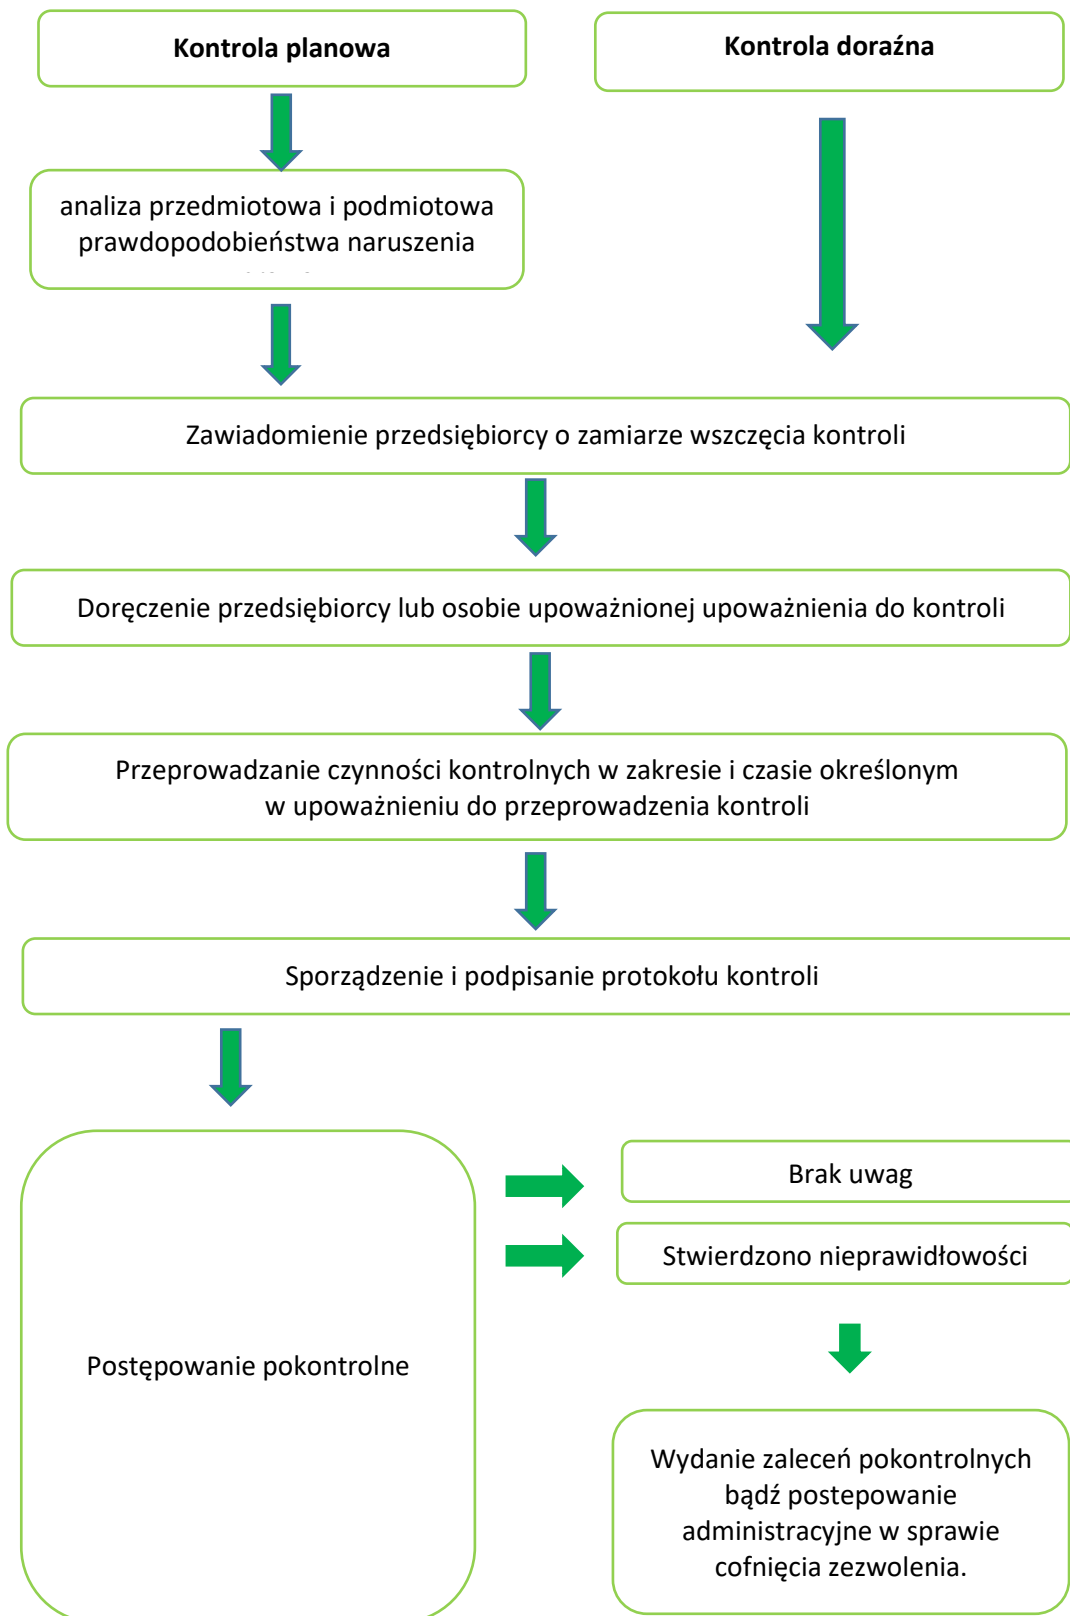 Kontrola planowa
Kontrola doraźna
analiza przedmiotowa i podmiotowa
prawdopodobieństwa naruszenia
Zawiadomienie przedsiębiorcy o zamiarze wszczęcia kontroli
Doręczenie przedsiębiorcy lub osobie upoważnionej upoważnienia do kontroli
Przeprowadzanie czynności kontrolnych w zakresie i czasie określonym
w upoważnieniu do przeprowadzenia kontroli
Sporządzenie i podpisanie protokołu kontroli
Brak uwag
Stwierdzono nieprawidłowości
Postępowanie pokontrolne
Wydanie zaleceń pokontrolnych
bądź postepowanie
administracyjne w sprawie
cofnięcia zezwolenia.